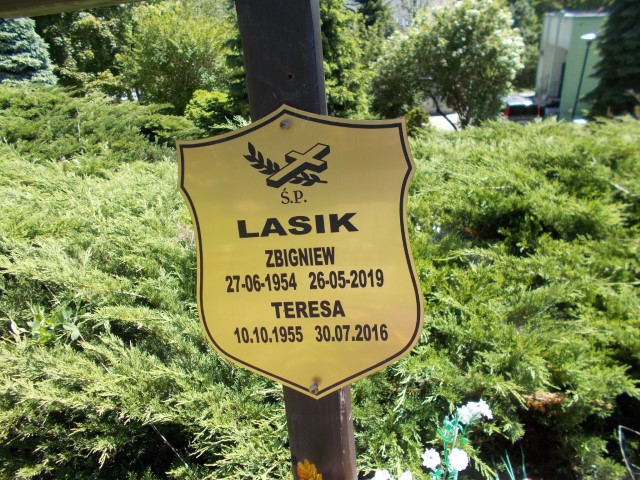 Ś.P.
LASIK
ZBIGNIEW
27-06-1954 26-05-2019
TERESA
10.10.1955 30.07.2016